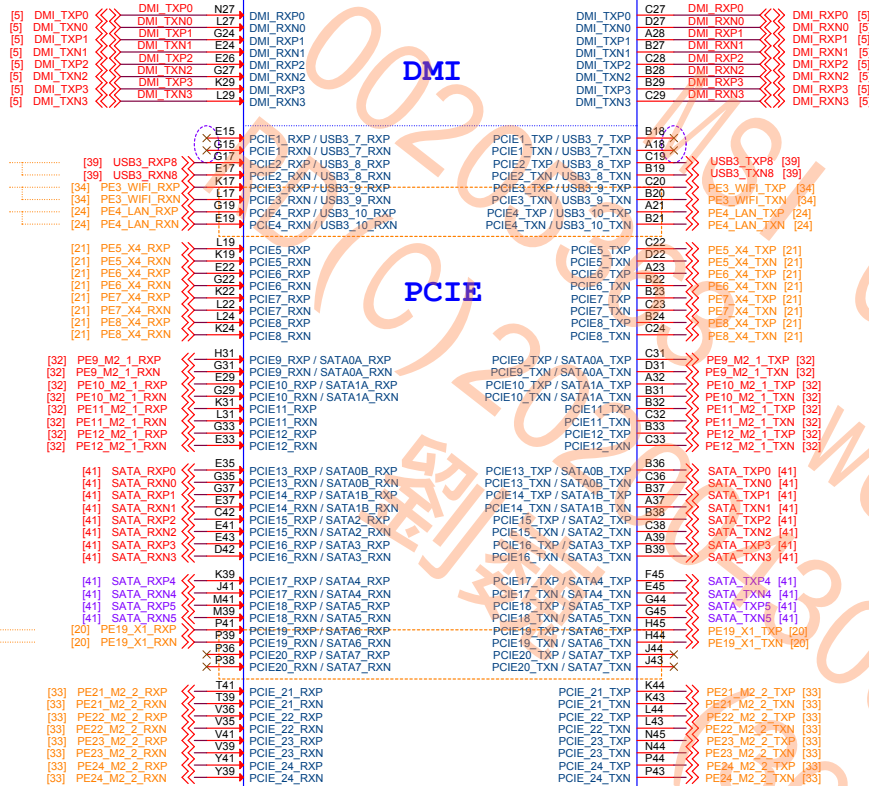 [5] DMI_TXP0 DMI_TXP0 N27 DMI_RXP0 DMI_TXP0 C27 DMI_RXP0 DMI_RXP0 [5]
[5] DMI_TXN0 DMI_TXN0 L27 DMI_RXN0 DMI_TXN0 D27 DMI_RXN0 DMI_RXN0 [5]
[5] DMI_TXP1 DMI_TXP1 G24 DMI_RXP1 DMI_TXP1 A28 DMI_RXP1 DMI_RXP1 [5]
[5] DMI_TXN1 DMI_TXN1 E24 DMI_RXN1 DMI_TXN1 B27 DMI_RXN1 DMI_RXN1 [5]
[5] DMI_TXP2 DMI_TXP2 E26 DMI_RXP2 DMI_TXP2 C28 DMI_RXP2 DMI_RXP2 [5]
[5] DMI_TXN2 DMI_TXN2 G27 DMI_RXN2 DMI_TXN2 B28 DMI_RXN2 DMI_RXN2 [5]
[5] DMI_TXP3 DMI_TXP3 K29 DMI_RXP3 DMI_TXP3 B29 DMI_RXP3 DMI_RXP3 [5]
[5] DMI_TXN3 DMI_TXN3 L29 DMI_RXN3 DMI_TXN3 C29 DMI_RXN3 DMI_RXN3 [5]
DMI
E15 PCIE1_RXP / USB3_7_RXP PCIE1_TXP / USB3_7_TXP B18
G15 PCIE1_RXN / USB3_7_RXN PCIE1_TXN / USB3_7_TXN A18
[39] USB3_RXP8 G17 PCIE2_RXP / USB3_8_RXP PCIE2_TXP / USB3_8_TXP C19 USB3_TXP8 [39]
[39] USB3_RXN8 E17 PCIE2_RXN / USB3_8_RXN PCIE2_TXN / USB3_8_TXN B19 USB3_TXN8 [39]
[34] PE3_WIFI_RXP K17 PCIE3_RXP / USB3_9_RXP PCIE3_TXP / USB3_9_TXP C20 PE3_WIFI_TXP [34]
[34] PE3_WIFI_RXN L17 PCIE3_RXN / USB3_9_RXN PCIE3_TXN / USB3_9_TXN B20 PE3_WIFI_TXN [34]
[24] PE4_LAN_RXP G19 PCIE4_RXP / USB3_10_RXP PCIE4_TXP / USB3_10_TXP A21 PE4_LAN_TXP [24]
[24] PE4_LAN_RXN E19 PCIE4_RXN / USB3_10_RXN PCIE4_TXN / USB3_10_TXN B21 PE4_LAN_TXN [24]
[21] PE5_X4_RXP L19 PCIE5_RXP PCIE5_TXP C22 PE5_X4_TXP [21]
[21] PE5_X4_RXN K19 PCIE5_RXN PCIE5_TXN D22 PE5_X4_TXN [21]
[21] PE6_X4_RXP E22 PCIE6_RXP PCIE6_TXP A23 PE6_X4_TXP [21]
[21] PE6_X4_RXN G22 PCIE6_RXN PCIE6_TXN B22 PE6_X4_TXN [21]
[21] PE7_X4_RXP K22 PCIE7_RXP PCIE7_TXP B23 PE7_X4_TXP [21]
[21] PE7_X4_RXN L22 PCIE7_RXN PCIE7_TXN C23 PE7_X4_TXN [21]
[21] PE8_X4_RXP L24 PCIE8_RXP PCIE8_TXP B24 PE8_X4_TXP [21]
[21] PE8_X4_RXN K24 PCIE8_RXN PCIE8_TXN C24 PE8_X4_TXN [21]
PCIE
[32] PE9_M2_1_RXP H31 PCIE9_RXP / SATA0A_RXP PCIE9_TXP / SATA0A_TXP C31 PE9_M2_1_TXP [32]
[32] PE9_M2_1_RXN G31 PCIE9_RXN / SATA0A_RXN PCIE9_TXN / SATA0A_TXN D31 PE9_M2_1_TXN [32]
[32] PE10_M2_1_RXP E29 PCIE10_RXP / SATA1A_RXP PCIE10_TXP / SATA1A_TXP A32 PE10_M2_1_TXP [32]
[32] PE10_M2_1_RXN G29 PCIE10_RXN / SATA1A_RXN PCIE10_TXN / SATA1A_TXN B31 PE10_M2_1_TXN [32]
[32] PE11_M2_1_RXP K31 PCIE11_RXP PCIE11_TXP B32 PE11_M2_1_TXP [32]
[32] PE11_M2_1_RXN L31 PCIE11_RXN PCIE11_TXN C32 PE11_M2_1_TXN [32]
[32] PE12_M2_1_RXP G33 PCIE12_RXP PCIE12_TXP B33 PE12_M2_1_TXP [32]
[32] PE12_M2_1_RXN E33 PCIE12_RXN PCIE12_TXN C33 PE12_M2_1_TXN [32]
[41] SATA_RXP0 E35 PCIE13_RXP / SATA0B_RXP PCIE13_TXP / SATA0B_TXP B36 SATA_TXP0 [41]
[41] SATA_RXN0 G35 PCIE13_RXN / SATA0B_RXN PCIE13_TXN / SATA0B_TXN C36 SATA_TXN0 [41]
[41] SATA_RXP1 G37 PCIE14_RXP / SATA1B_RXP PCIE14_TXP / SATA1B_TXP B37 SATA_TXP1 [41]
[41] SATA_RXN1 E37 PCIE14_RXN / SATA1B_RXN PCIE14_TXN / SATA1B_TXN A37 SATA_TXN1 [41]
[41] SATA_RXP2 C42 PCIE15_RXP / SATA2_RXP PCIE15_TXP / SATA2_TXP B38 SATA_TXP2 [41]
[41] SATA_RXN2 E41 PCIE15_RXN / SATA2_RXN PCIE15_TXN / SATA2_TXN C38 SATA_TXN2 [41]
[41] SATA_RXP3 E43 PCIE16_RXP / SATA3_RXP PCIE16_TXP / SATA3_TXP A39 SATA_TXP3 [41]
[41] SATA_RXN3 D42 PCIE16_RXN / SATA3_RXN PCIE16_TXN / SATA3_TXN B39 SATA_TXN3 [41]
[41] SATA_RXP4 K39 PCIE17_RXP / SATA4_RXP PCIE17_TXP / SATA4_TXP F45 SATA_TXP4 [41]
[41] SATA_RXN4 J41 PCIE17_RXN / SATA4_RXN PCIE17_TXN / SATA4_TXN E45 SATA_TXN4 [41]
[41] SATA_RXP5 M41 PCIE18_RXP / SATA5_RXP PCIE18_TXP / SATA5_TXP G44 SATA_TXP5 [41]
[41] SATA_RXN5 M39 PCIE18_RXN / SATA5_RXN PCIE18_TXN / SATA5_TXN G45 SATA_TXN5 [41]
[20] PE19_X1_RXP P41 PCIE19_RXP / SATA6_RXP PCIE19_TXP / SATA6_TXP H45 PE19_X1_TXP [20]
[20] PE19_X1_RXN P39 PCIE19_RXN / SATA6_RXN PCIE19_TXN / SATA6_TXN H44 PE19_X1_TXN [20]
P36 PCIE20_RXP / SATA7_RXP PCIE20_TXP / SATA7_TXP J44
P38 PCIE20_RXN / SATA7_RXN PCIE20_TXN / SATA7_TXN J43
[33] PE21_M2_2_RXP T41 PCIE_21_RXP PCIE_21_TXP K44 PE21_M2_2_TXP [33]
[33] PE21_M2_2_RXN T39 PCIE_21_RXN PCIE_21_TXN K43 PE21_M2_2_TXN [33]
[33] PE22_M2_2_RXP V36 PCIE_22_RXP PCIE_22_TXP L44 PE22_M2_2_TXP [33]
[33] PE22_M2_2_RXN V35 PCIE_22_RXN PCIE_22_TXN L43 PE22_M2_2_TXN [33]
[33] PE23_M2_2_RXP V41 PCIE_23_RXP PCIE_23_TXP N45 PE23_M2_2_TXP [33]
[33] PE23_M2_2_RXN V39 PCIE_23_RXN PCIE_23_TXN N44 PE23_M2_2_TXN [33]
[33] PE24_M2_2_RXP Y41 PCIE_24_RXP PCIE_24_TXP P44 PE24_M2_2_TXP [33]
[33] PE24_M2_2_RXN Y39 PCIE_24_RXN PCIE_24_TXN P43 PE24_M2_2_TXN [33]
MSI